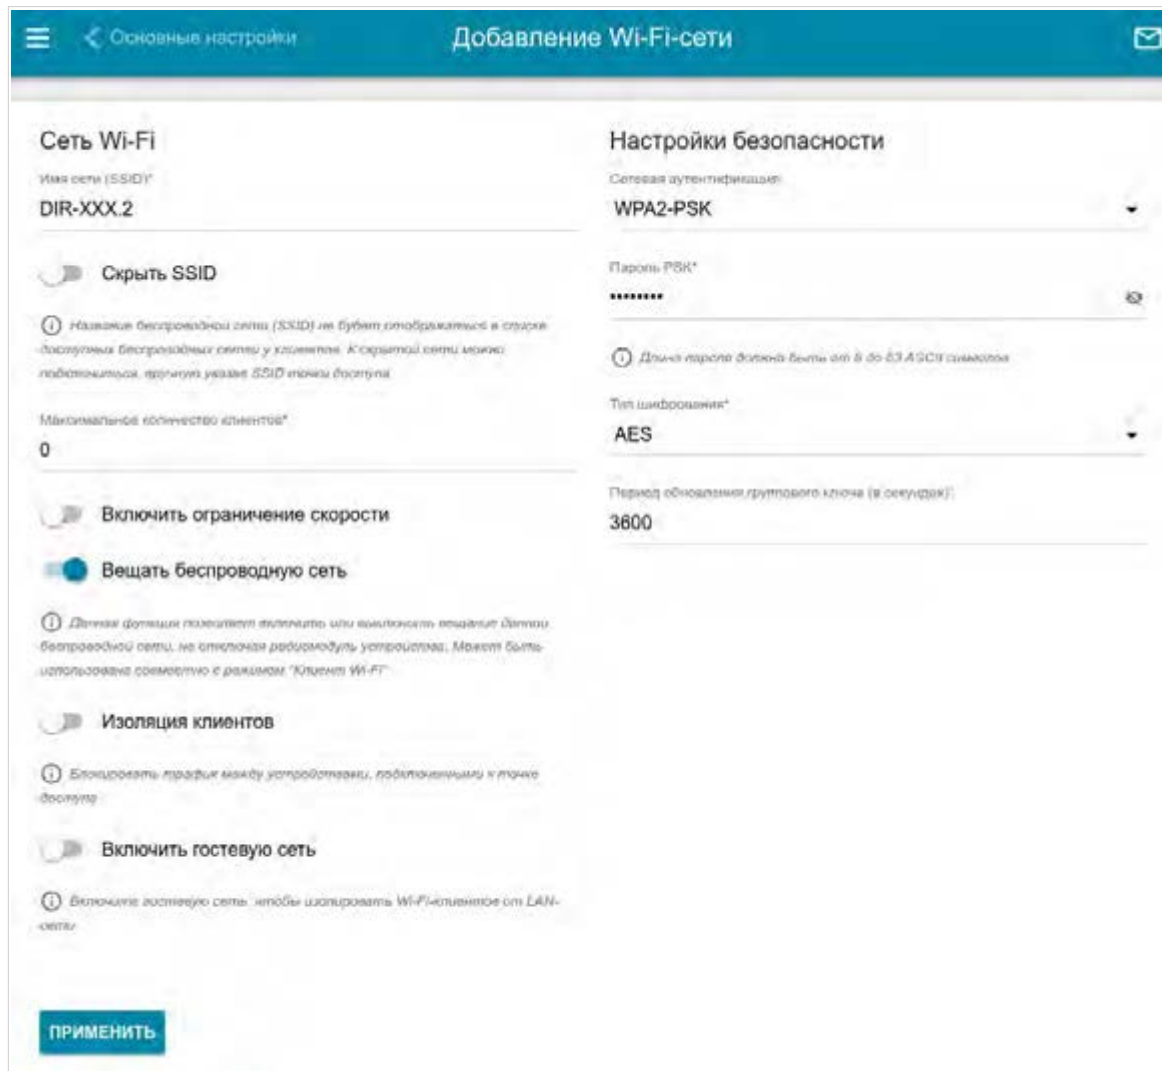 Основные настройки
Добавление Wi-Fi-сети
Сеть Wi-Fi
Имя сети (SSID)*
DIR-XXX.2
Скрыть SSID
Название беспроводной сети (SSID) не будет отображаться в списке
доступных беспроводных сетей у клиентов. К скрытой сети можно
подключиться, вручную указав SSID точки доступа
Максимальное количество клиентов*
0
Включить ограничение скорости
Вещать беспроводную сеть
Данная функция позволяет включить или выключить вещание данной
беспроводной сети, не отключая радиомодуль устройства. Может быть
использована совместно с режимом "Клиент Wi-Fi"
Изоляция клиентов
Блокировать трафик между устройствами, подключенными к точке
доступа
Включить гостевую сеть
Включите гостевую сеть, чтобы изолировать Wi-Fi-клиентов от LAN-
сети
ПРИМЕНИТЬ
Настройки безопасности
Сетевая аутентификация
WPA2-PSK
Пароль PSK*
••••••••
Длина пароля должна быть от 8 до 63 ASCII символов
Тип шифрования*
AES
Период обновления группового ключа (в секундах)*
3600